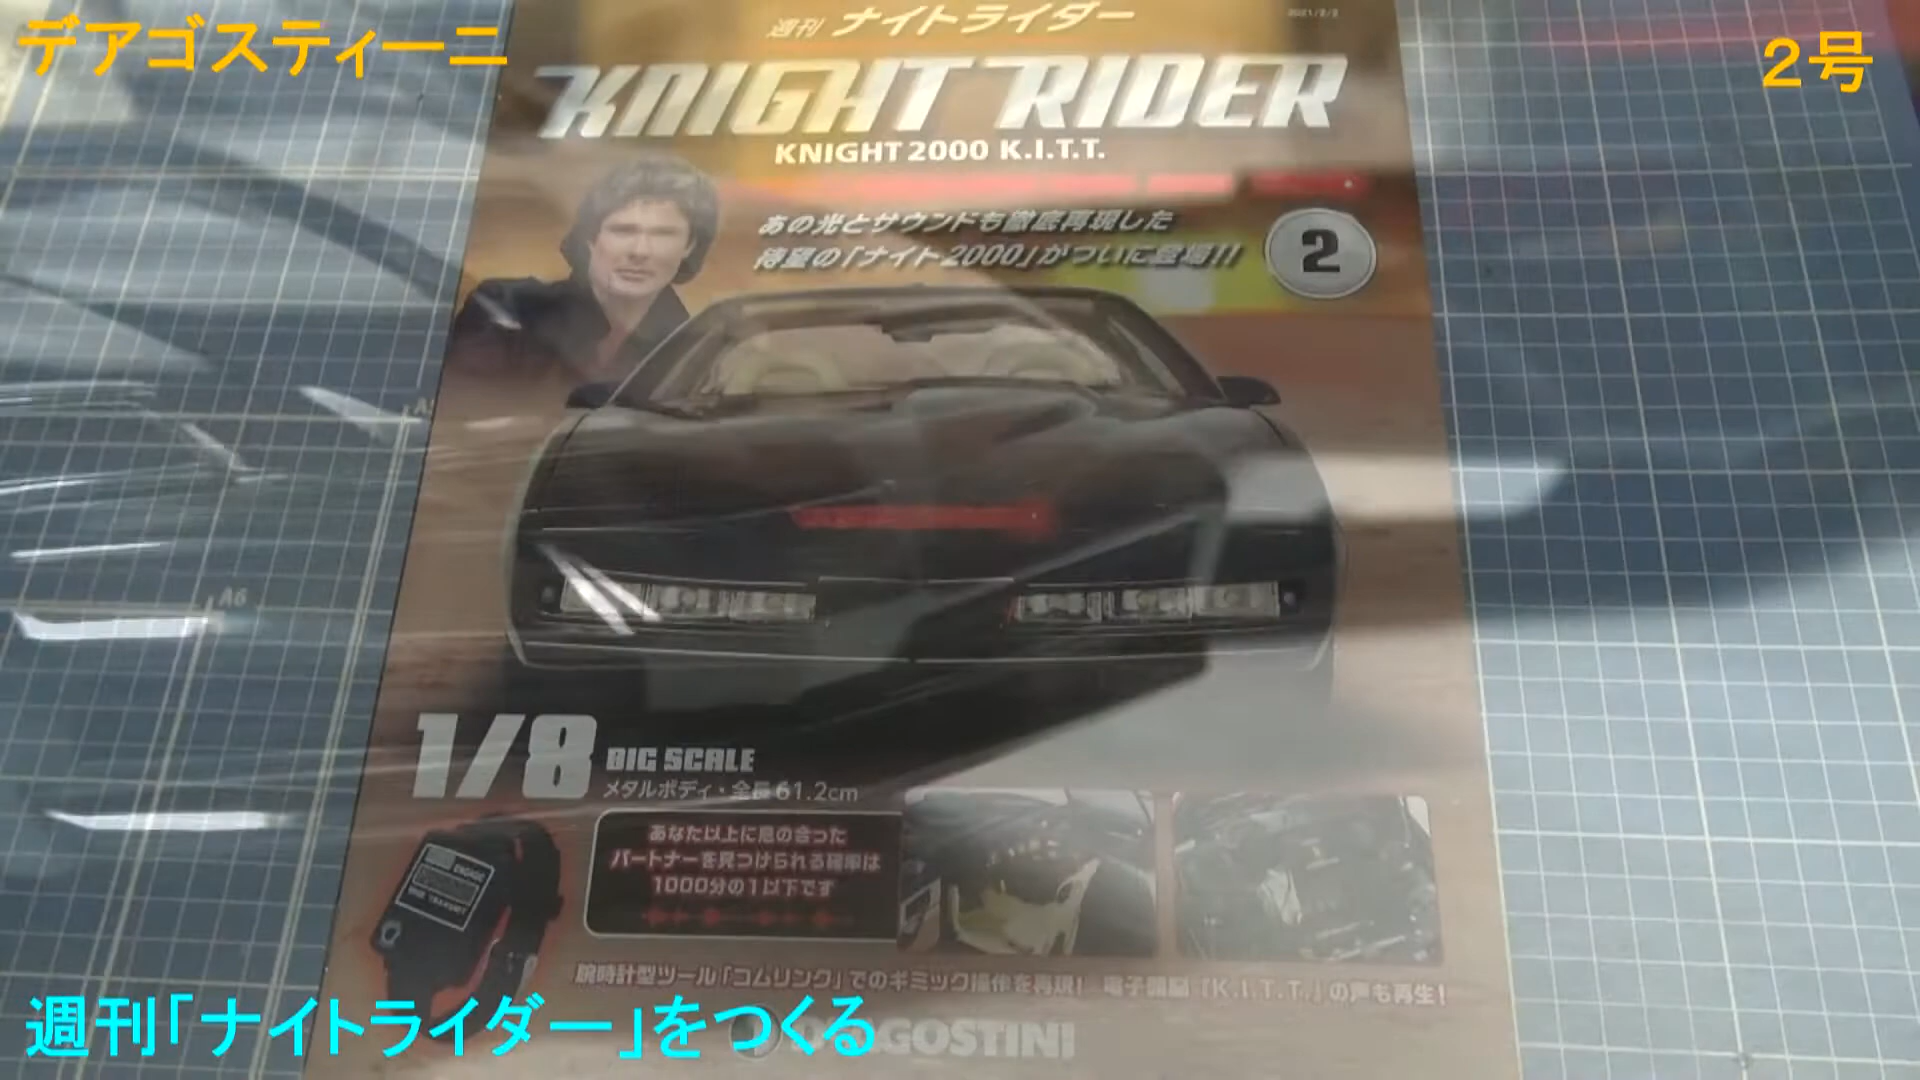 デアゴスティーニ
2号
週刊 ナイトライダー
2021/2/2
KNIGHT RIDER
KNIGHT 2000 K.I.T.T.
あの光とサウンドも徹底再現した
待望の「ナイト2000」がついに登場!!
2
A6
1/8 BIG SCALE
メタルボディ・全長61.2cm
あなた以上に息の合った
パートナーを見つけられる確率は
1000分の1以下です
腕時計型ツール「コムリンク」でのギミック操作を再現! 電子頭脳「K.I.T.T.」の声も再生!
週刊「ナイトライダー」をつくる
DeAGOSTINI